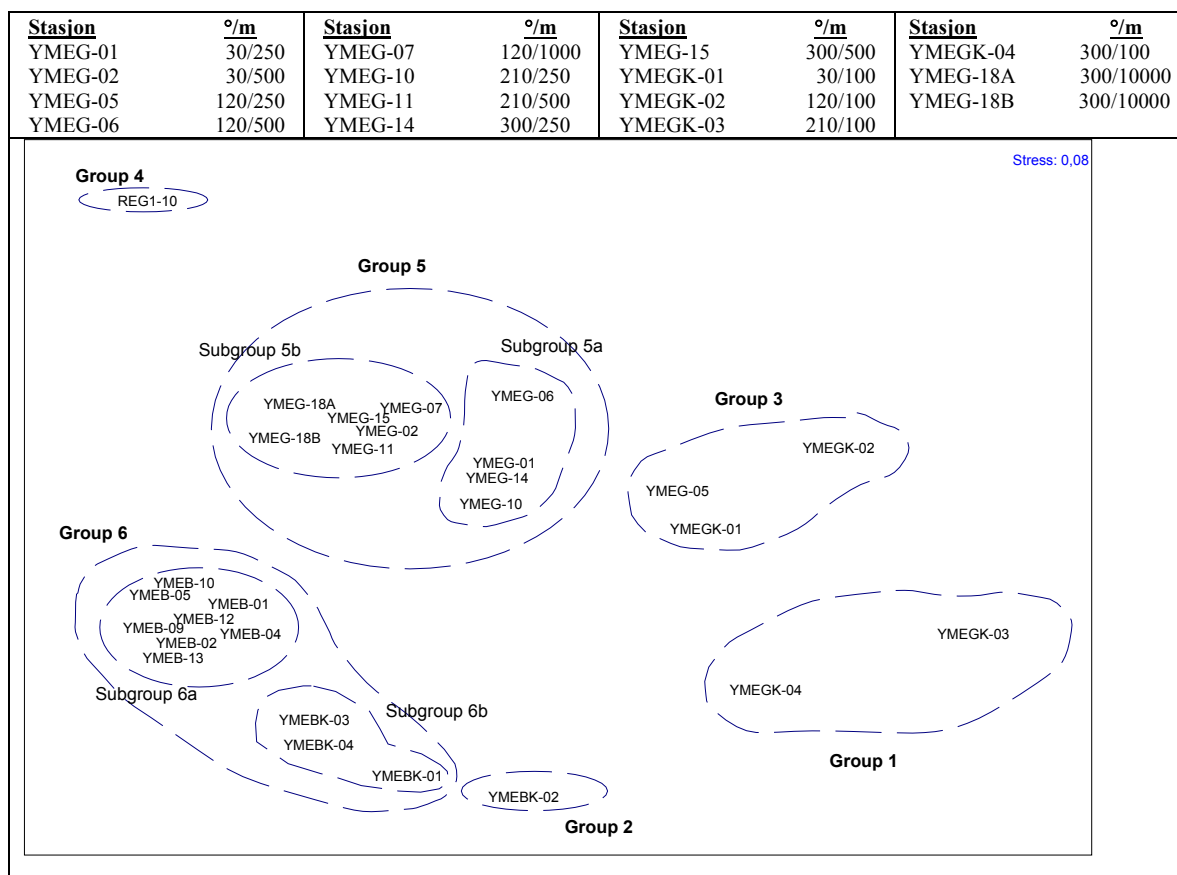 Stasjon °/m Stasjon °/m Stasjon °/m Stasjon °/m
YMEG-01 30/250 YMEG-07 120/1000 YMEG-15 300/500 YMEGK-04 300/100
YMEG-02 30/500 YMEG-10 210/250 YMEGK-01 30/100 YMEG-18A 300/10000
YMEG-05 120/250 YMEG-11 210/500 YMEGK-02 120/100 YMEG-18B 300/10000
YMEG-06 120/500 YMEG-14 300/250 YMEGK-03 210/100
Stress: 0,08
Group 4
REG1-10
Group 5
Subgroup 5b
Subgroup 5a
YMEG-18A
YMEG-07
YMEG-15
YMEG-02
YMEG-18B
YMEG-11
YMEG-06
YMEG-01
YMEG-14
YMEG-10
Group 3
YMEGK-02
YMEG-05
YMEGK-01
Group 6
YMEB-10
YMEB-05
YMEB-01
YMEB-12
YMEB-09
YMEB-04
YMEB-02
YMEB-13
Subgroup 6a
Subgroup 6b
YMEBK-03
YMEBK-04
YMEBK-01
YMEGK-03
YMEGK-04
Group 1
YMEBK-02
Group 2